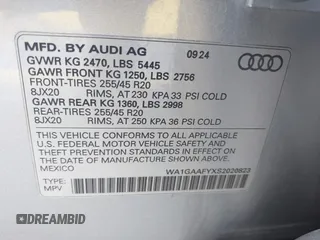 MFD. BY AUDI AG 09/24
GVWR KG 2470, LBS 5445
GAWR FRONT KG 1250, LBS 2756
FRONT-TIRES 255/45 R20
8JX20 RIMS, AT 230 KPA 33 PSI COLD
GAWR REAR KG 1360, LBS 2998
REAR-TIRES 255/45 R20
8JX20 RIMS, AT 250 KPA 36 PSI COLD
THIS VEHICLE CONFORMS TO ALL APPLICABLE
U.S. FEDERAL MOTOR VEHICLE SAFETY AND
THEFT PREVENTION STANDARDS IN EFFECT ON
THE DATE OF MANUFACTURE SHOWN ABOVE.
MEXICO
TYPE:
MPV
DREAMBID